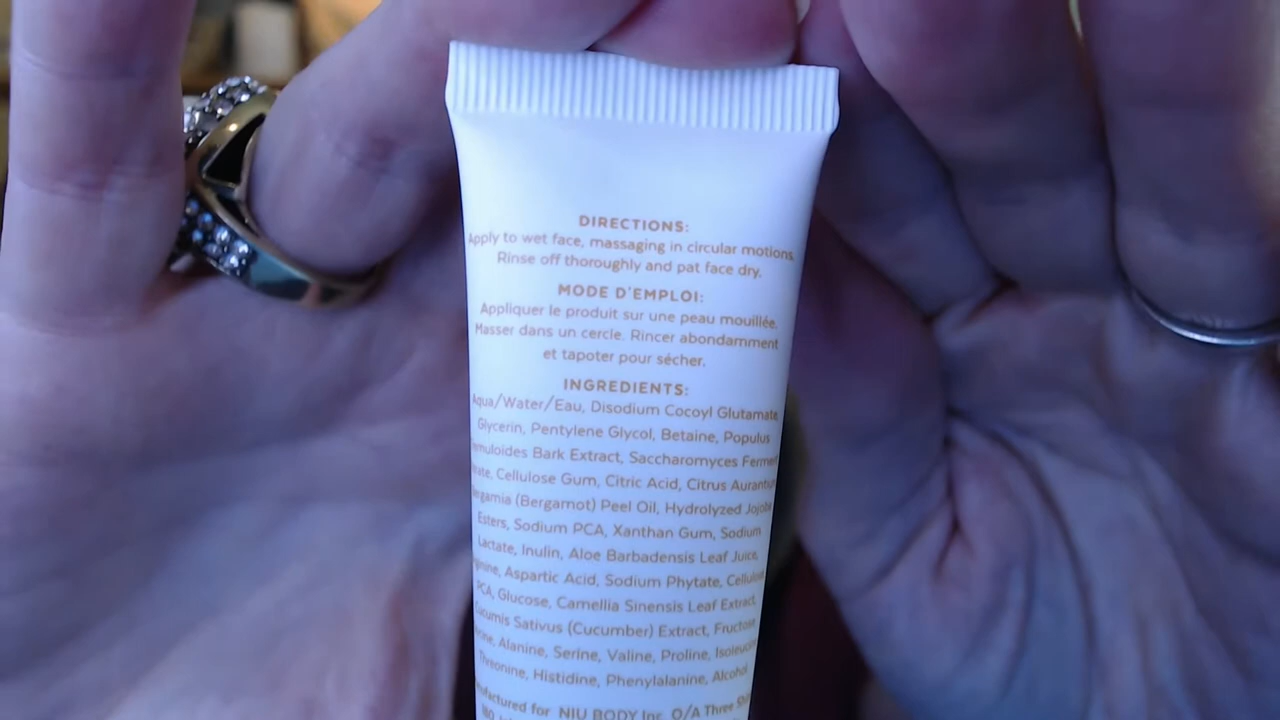 DIRECTIONS:
Apply to wet face, massaging in circular motions
Rinse off thoroughly and pat face dry.
MODE D'EMPLOI:
Appliquer le produit sur une peau mouillée.
Masser dans un cercle. Rincer abondamment
et tapoter pour sécher.
INGREDIENTS:
Aqua/Water/Eau, Disodium Cocoyl Glutamate,
Glycerin, Pentylene Glycol, Betaine, Populus
Bark Extract, Saccharomyces
Cellulose Gum, Citric Acid, Citrus
(Bergamot) Peel Oil, Hydrolyzed
Esters, Sodium PCA, Xanthan Gum, Sodium
Lactate, Inulin, Aloe Barbadensis Leaf Juice,
Aspartic Acid, Sodium Phytate,
PCA, Glucose, Camellia Sinensis Leaf Extract,
Cucumis Sativus (Cucumber) Extract, Fructose
Alanine, Serine, Valine, Proline,
Threonine, Histidine, Phenylalanine, Alcohol
for NIU BODY Inc. O/A Three